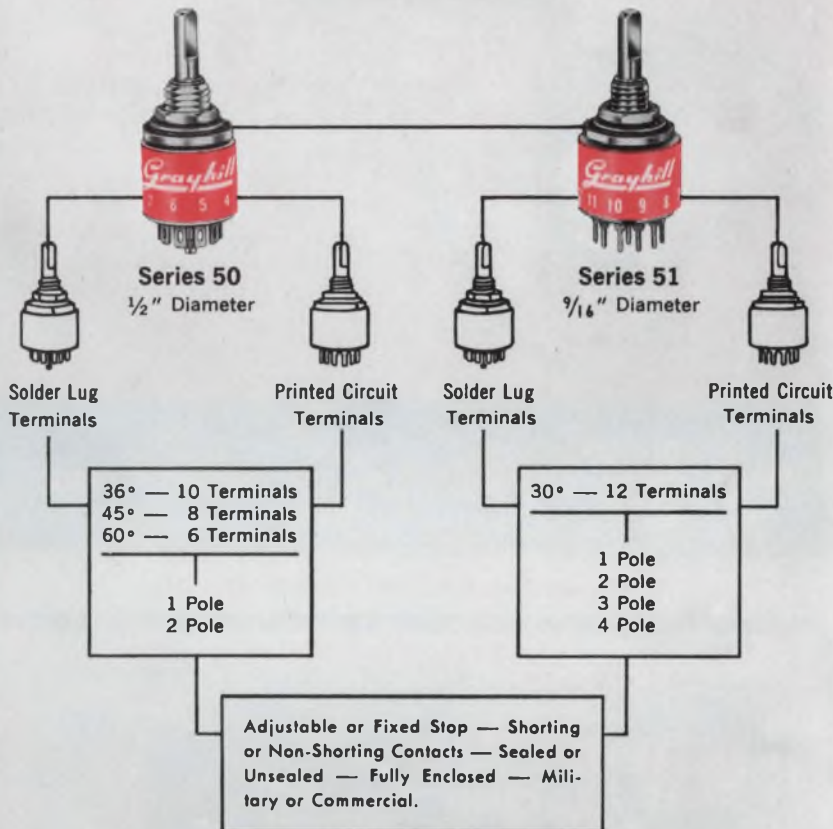 Grayhill
7 6 5 4
Grayhill
11 10 9 8
Series 50
1/2" Diameter
Series 51
9/16" Diameter
Solder Lug
Terminals
Printed Circuit
Terminals
Solder Lug
Terminals
Printed Circuit
Terminals
36° — 10 Terminals
45° — 8 Terminals
60° — 6 Terminals
1 Pole
2 Pole
30° — 12 Terminals
1 Pole
2 Pole
3 Pole
4 Pole
Adjustable or Fixed Stop — Shorting
or Non-Shorting Contacts — Sealed or
Unsealed — Fully Enclosed — Mili-
tary or Commercial.